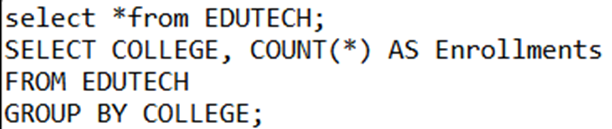 select *from EDUTECH;
SELECT COLLEGE, COUNT(*) AS Enrollments
FROM EDUTECH
GROUP BY COLLEGE;